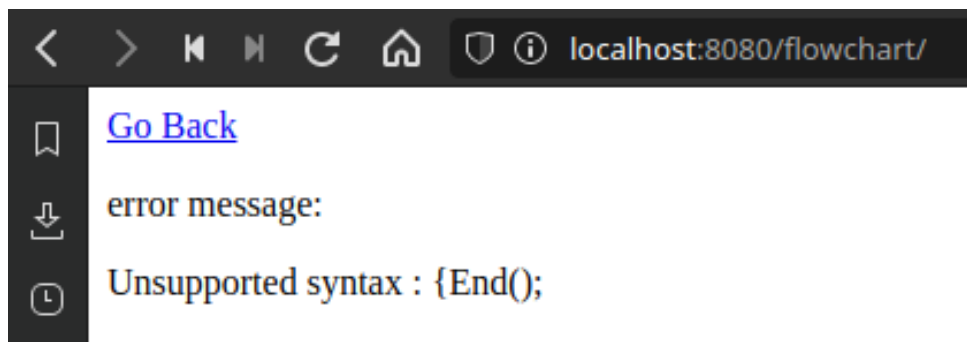 localhost:8080/flowchart/
Go Back
error message:
Unsupported syntax : {End();